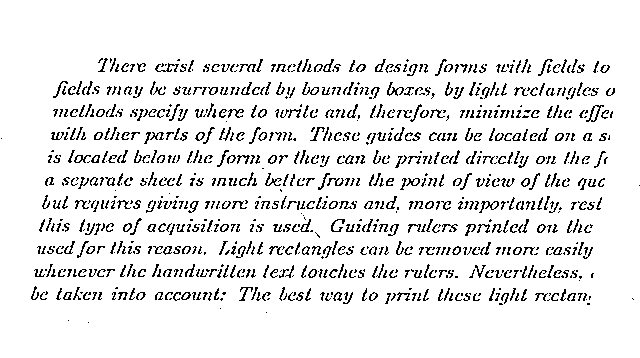 There exist several methods to design forms with fields to
fields may be surrounded by bounding boxes, by light rectangles o
methods specify where to write and, therefore, minimize the effe
with other parts of the form. These guides can be located on a s
is located below the form or they can be printed directly on the f
a separate sheet is much better from the point of view of the qua
but requires giving more instructions and, more importantly, rest
this type of acquisition is used. Guiding rulers printed on the
used for this reason. Light rectangles can be removed more easily
whenever the handwritten text touches the rulers. Nevertheless,
be taken into account: The best way to print these light rectan